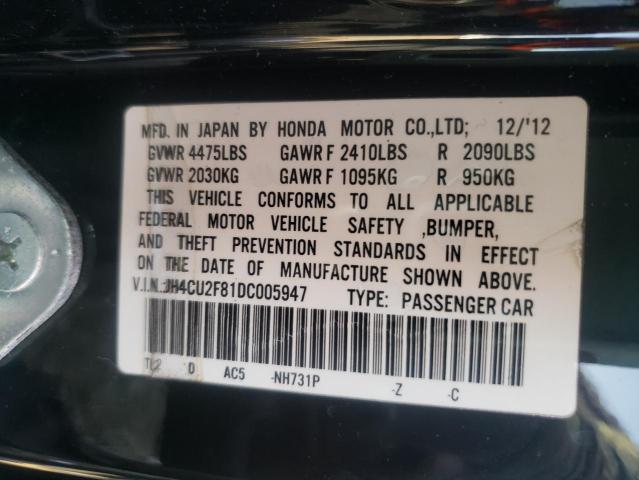 MFD. IN JAPAN BY HONDA MOTOR CO.,LTD; 12/'12
GVWR 4475LBS GAWR F 2410LBS R 2090LBS
GVWR 2030KG GAWR F 1095KG R 950KG
THIS VEHICLE CONFORMS TO ALL APPLICABLE
FEDERAL MOTOR VEHICLE SAFETY ,BUMPER,
AND THEFT PREVENTION STANDARDS IN EFFECT
ON THE DATE OF MANUFACTURE SHOWN ABOVE.
V.I.N.:JH4CU2F81DC005947 TYPE: PASSENGER CAR
AC5 -NH731P -Z -C